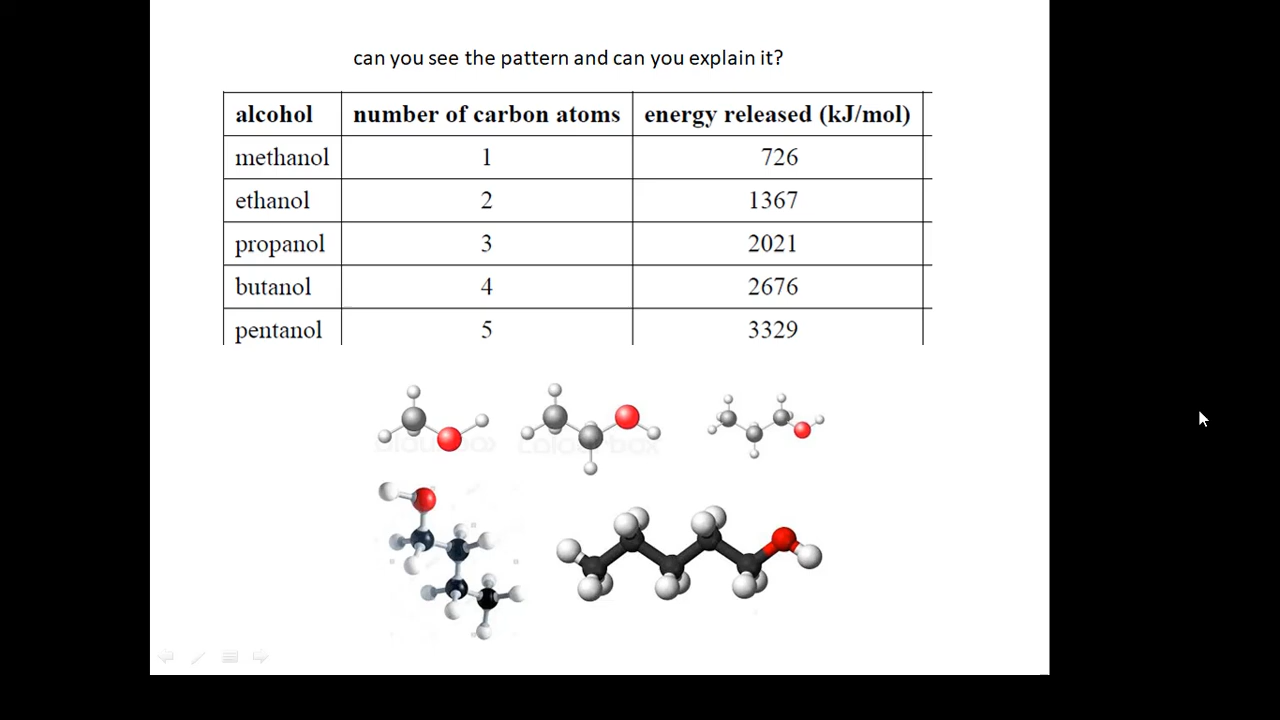 can you see the pattern and can you explain it?
alcohol number of carbon atoms energy released (kJ/mol)
methanol 1 726
ethanol 2 1367
propanol 3 2021
butanol 4 2676
pentanol 5 3329